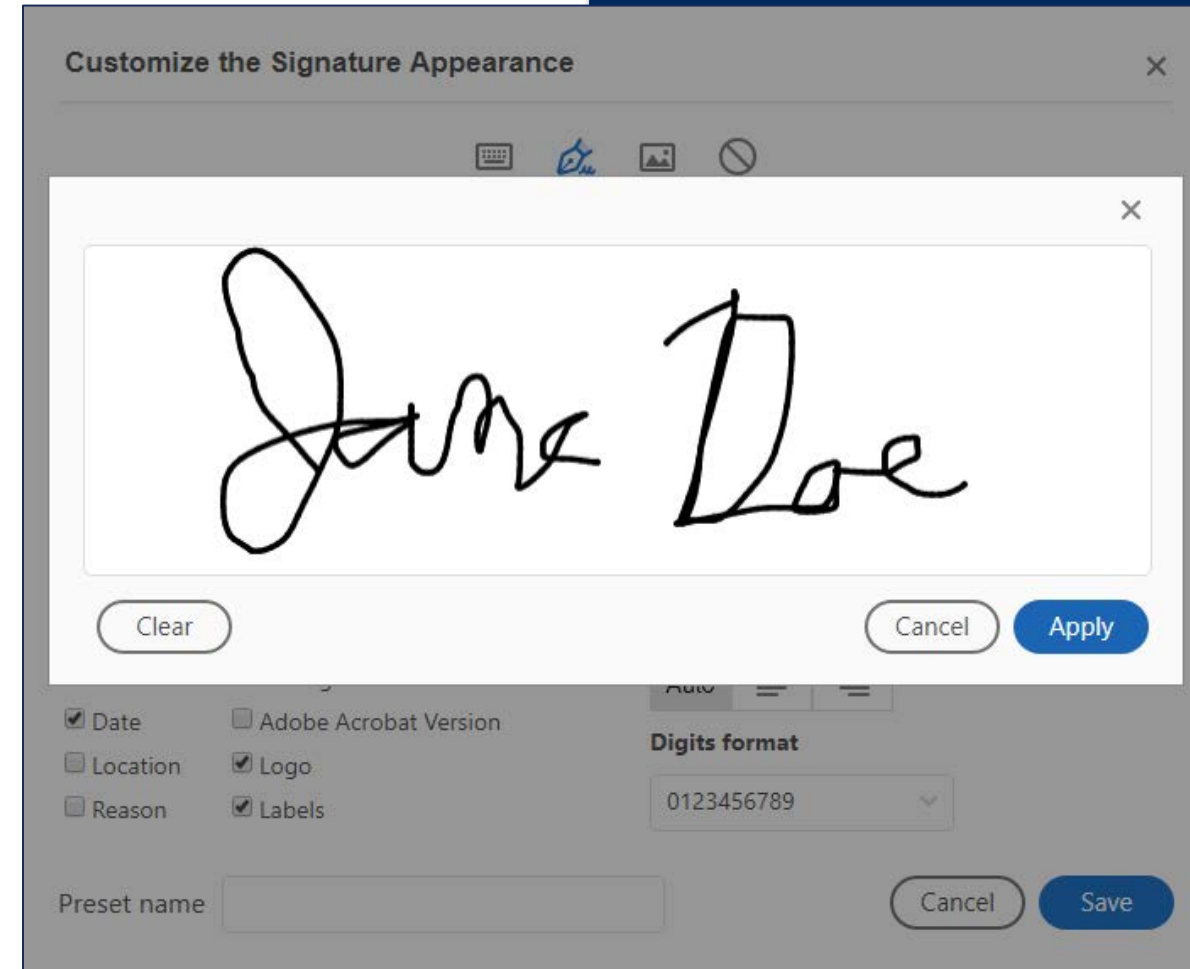 Customize the Signature Appearance
Jane Doe
Clear Cancel Apply
Auto
Date Adobe Acrobat Version
Digits format
Location Logo
0123456789
Reason Labels
Preset name Cancel Save